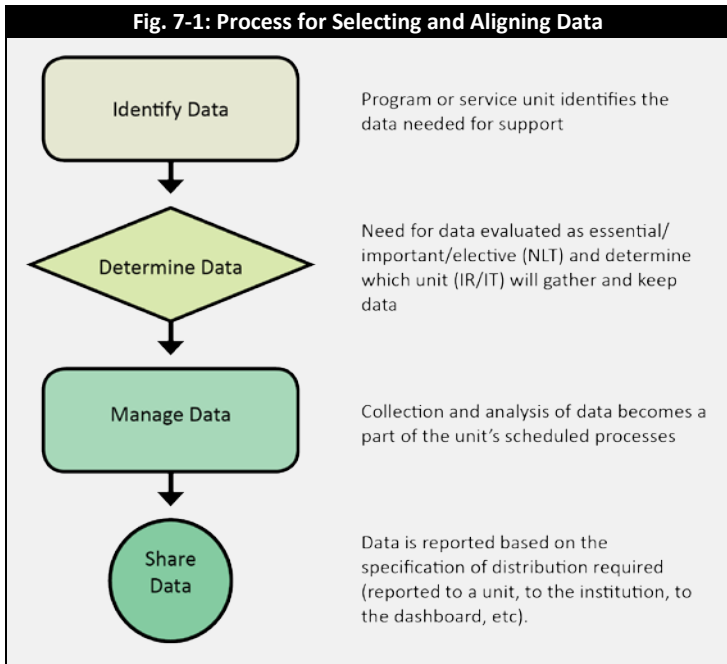 Fig. 7-1: Process for Selecting and Aligning Data
Identify Data
Program or service unit identifies the
data needed for support
Determine Data
Need for data evaluated as essential/
important/elective (NLT) and determine
which unit (IR/IT) will gather and keep
data
Manage Data
Collection and analysis of data becomes a
part of the unit’s scheduled processes
Share
Data
Data is reported based on the
specification of distribution required
(reported to a unit, to the institution, to
the dashboard, etc).